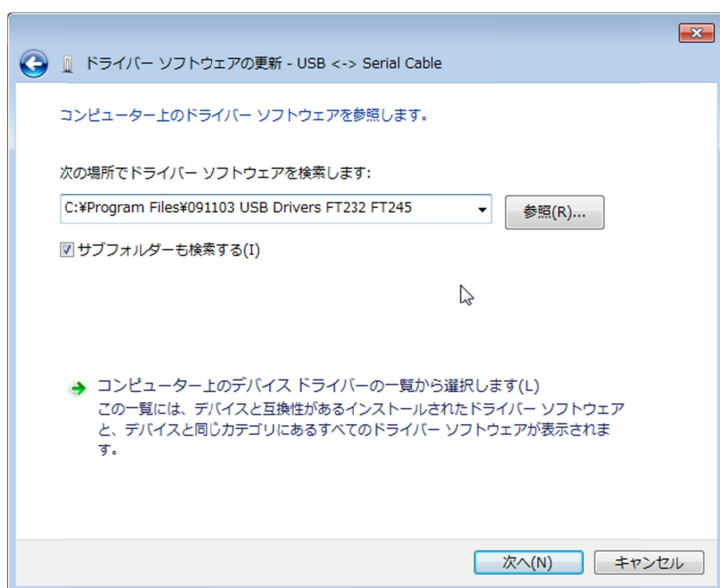 ドライバー ソフトウェアの更新 - USB <-> Serial Cable
コンピューター上のドライバー ソフトウェアを参照します。
次の場所でドライバー ソフトウェアを検索します:
C:¥Program Files¥091103 USB Drivers FT232 FT245
参照(R)...
サブフォルダーも検索する(I)
コンピューター上のデバイス ドライバーの一覧から選択します(L)
この一覧には、デバイスと互換性があるインストールされたドライバー ソフトウェア
と、デバイスと同じカテゴリにあるすべてのドライバー ソフトウェアが表示されま
す。
次へ(N)
キャンセル